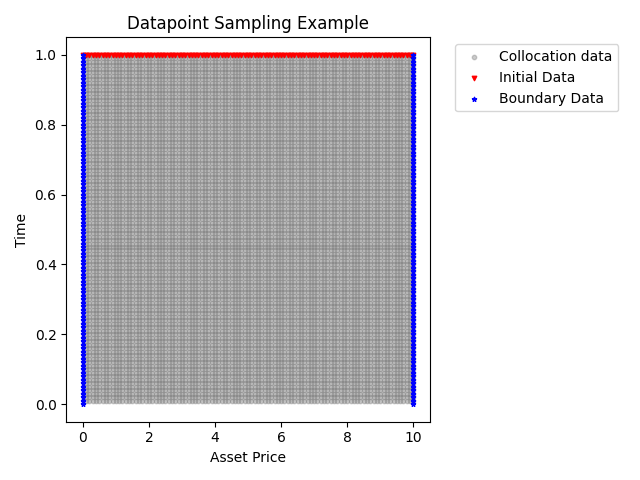 Datapoint Sampling Example
Collocation data
Initial Data
Boundary Data
Time
1.0
0.8
0.6
0.4
0.2
0.0
0 2 4 6 8 10
Asset Price